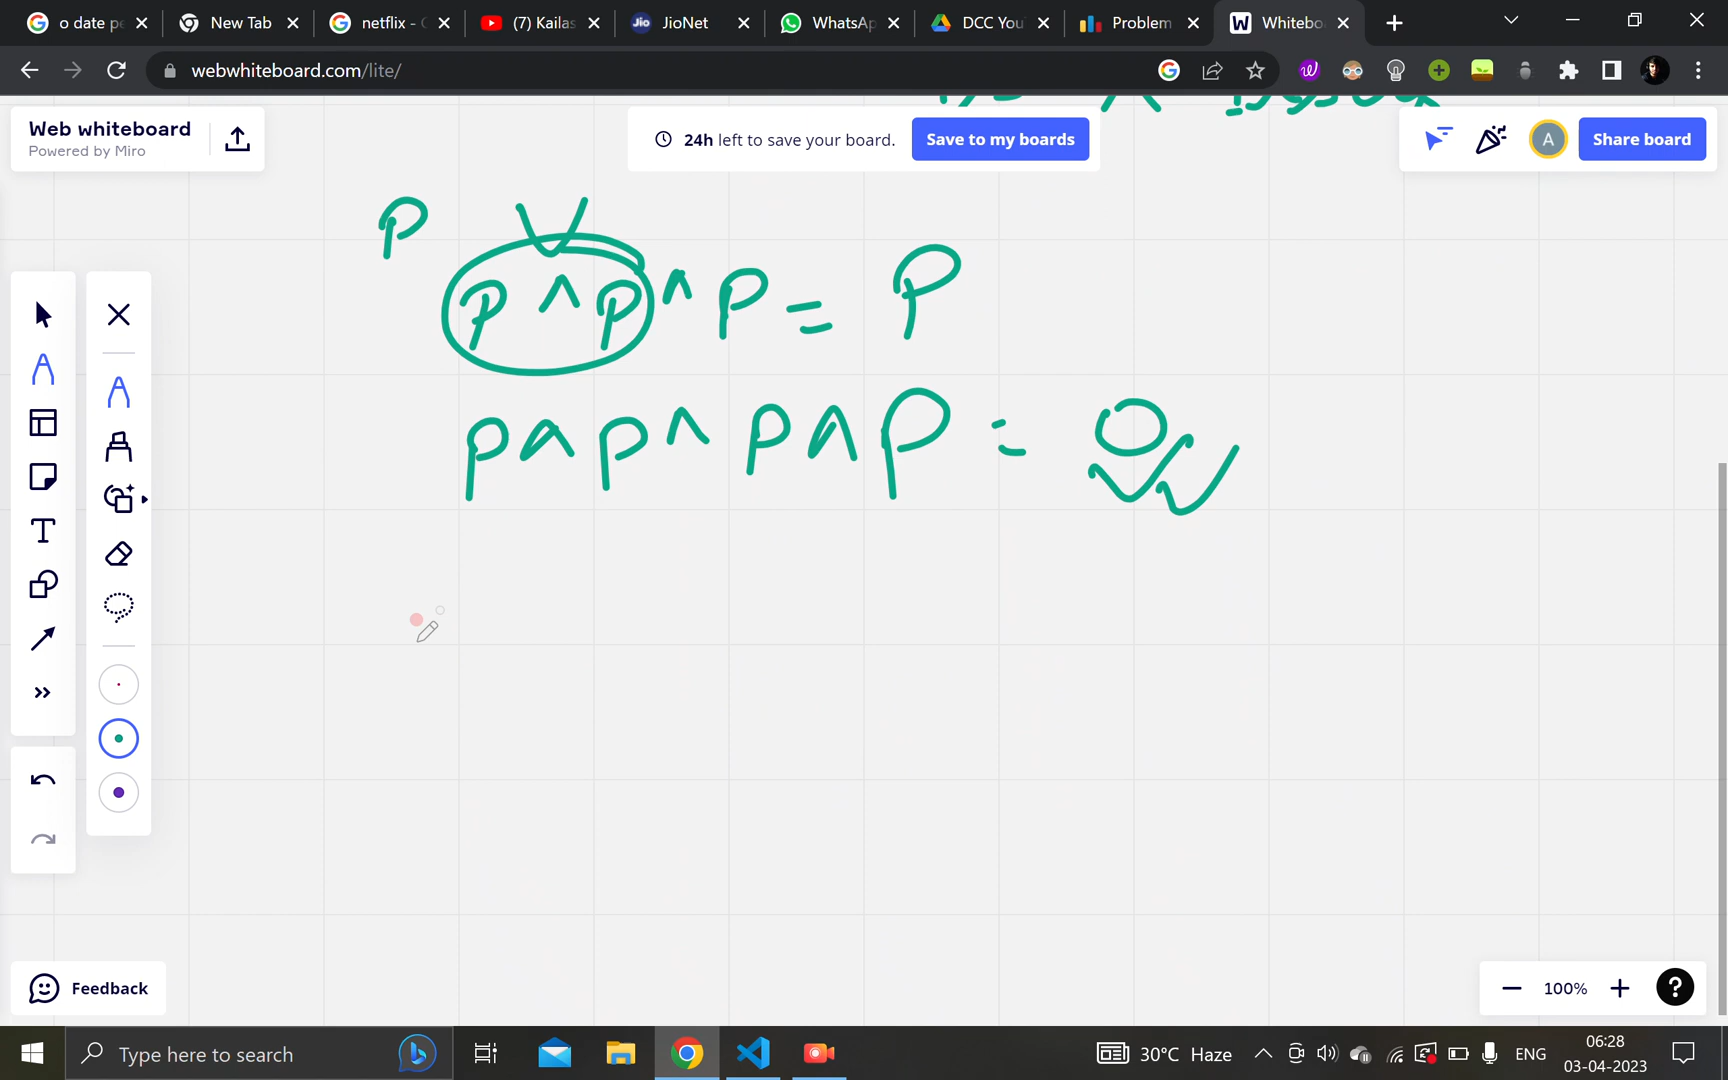 o date p
New Tab
netflix - G
(7) Kailas
JioNet
WhatsAp
DCC You
Problem
Whitebo
webwhiteboard.com/lite/
Web whiteboard
Powered by Miro
24h left to save your board.
Save to my boards
A
Share board
P
P ^ P ^ P = P
P ^ P ^ P ^ P = 0
Feedback
100%
?
Type here to search
30°C Haze
ENG
06:28
03-04-2023